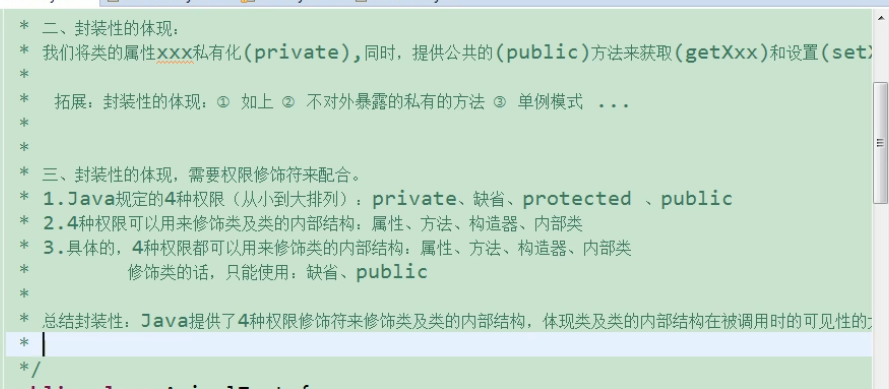 * 二、封装性的体现:
* 我们将类的属性xxx私有化(private),同时，提供公共的(public)方法来获取(getXxx)和设置(set
*
* 拓展：封装性的体现：① 如上 ② 不对外暴露的私有的方法 ③ 单例模式 ...
*
*
* 三、封装性的体现，需要权限修饰符来配合。
* 1.Java规定的4种权限（从小到大排列）：private、缺省、protected 、public
* 2.4种权限可以用来修饰类及类的内部结构：属性、方法、构造器、内部类
* 3.具体的，4种权限都可以用来修饰类的内部结构：属性、方法、构造器、内部类
* 修饰类的话，只能使用：缺省、public
*
* 总结封装性：Java提供了4种权限修饰符来修饰类及类的内部结构，体现类及类的内部结构在被调用时的可见性的
*
*/